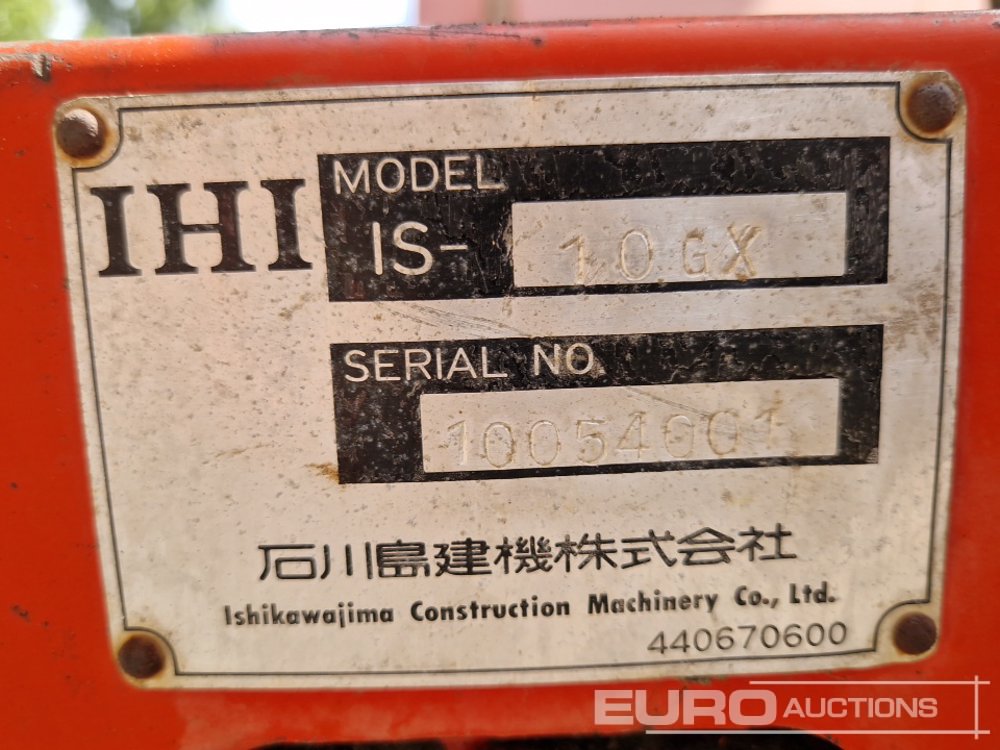 IHI
MODEL
IS- 10GX
SERIAL NO.
10054001
石川島建機株式会社
Ishikawajima Construction Machinery Co., Ltd.
440670600
EURO AUCTIONS